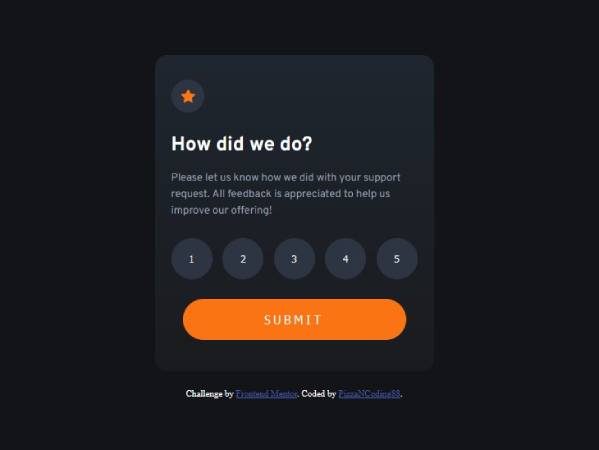 How did we do?
Please let us know how we did with your support
request. All feedback is appreciated to help us
improve our offering!
1 2 3 4 5
SUBMIT
Challenge by Frontend Mentor. Coded by PizzaNCoding88.